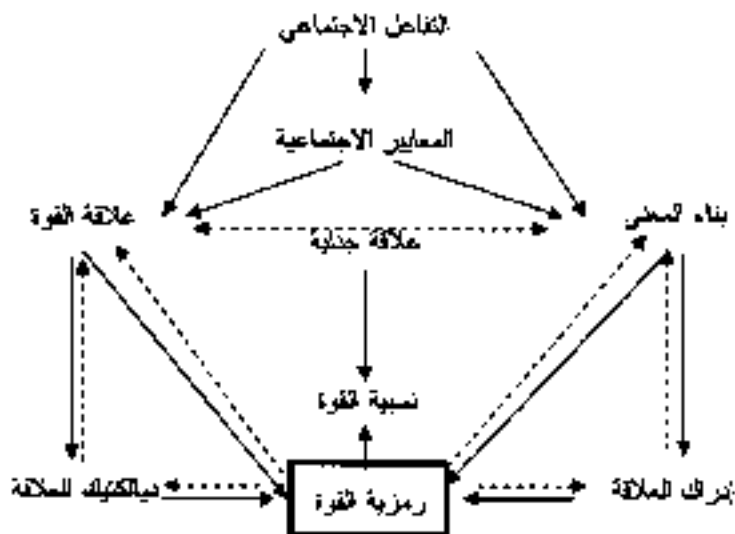 التفاعل الاجتماعي
المعايير الاجتماعية
علاقة القوة
بناء المعنى
علاقة جدلية
نسبية القوة
ديالكتيك العلاقة
رمزية القوة
إدراك العلاقة